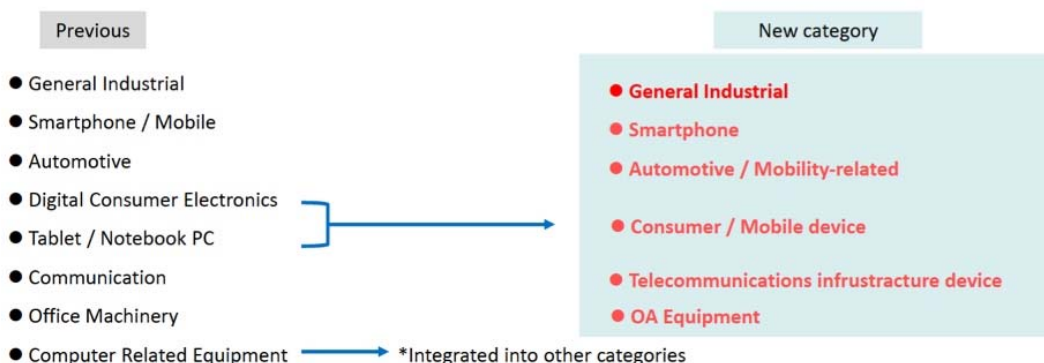 Previous
New category
● General Industrial
● Smartphone / Mobile
● Automotive
● Digital Consumer Electronics
● Tablet / Notebook PC
● Communication
● Office Machinery
● Computer Related Equipment
*Integrated into other categories
● General Industrial
● Smartphone
● Automotive / Mobility-related
● Consumer / Mobile device
● Telecommunications infrustracture device
● OA Equipment